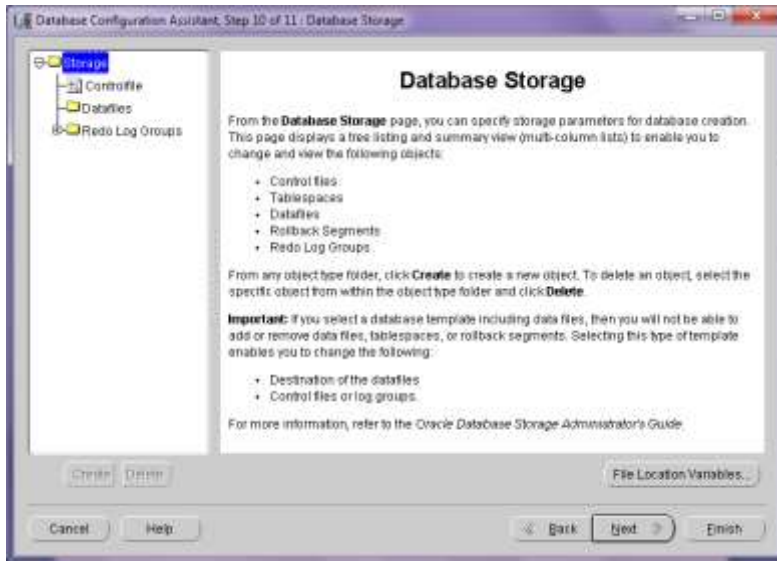 Database Configuration Assistant, Step 10 of 11 : Database Storage
Storage
Controlfile
Datafiles
Redo Log Groups
Database Storage
From the Database Storage page, you can specify storage parameters for database creation.
This page displays a tree listing and summary view (multi-column lists) to enable you to
change and view the following objects:
• Control files
• Tablespaces
• Datafiles
• Rollback Segments
• Redo Log Groups
From any object type folder, click Create to create a new object. To delete an object, select the
specific object from within the object type folder and click Delete.
Important: If you select a database template including data files, then you will not be able to
add or remove data files, tablespaces, or rollback segments. Selecting this type of template
enables you to change the following:
• Destination of the datafiles
• Control files or log groups.
For more information, refer to the Oracle Database Storage Administrator's Guide.
Create Delete File Location Variables...
Cancel Help Back Next Finish